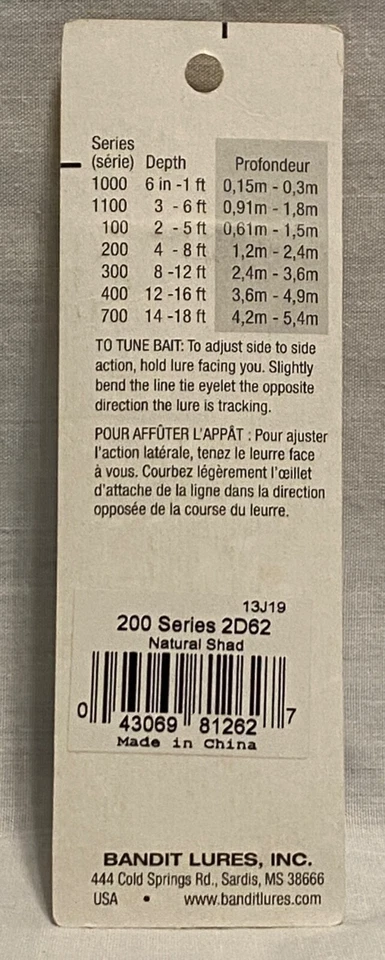 Series
(série) Depth Profondeur
1000 6 in -1 ft 0,15m - 0,3m
1100 3 - 6 ft 0,91m - 1,8m
100 2 - 5 ft 0,61m - 1,5m
200 4 - 8 ft 1,2m - 2,4m
300 8 -12 ft 2,4m - 3,6m
400 12 -16 ft 3,6m - 4,9m
700 14 -18 ft 4,2m - 5,4m
TO TUNE BAIT: To adjust side to side
action, hold lure facing you. Slightly
bend the line tie eyelet the opposite
direction the lure is tracking.
POUR AFFÛTER L'APPÂT : Pour ajuster
l'action latérale, tenez le leurre face
à vous. Courbez légèrement l'œillet
d'attache de la ligne dans la direction
opposée de la course du leurre.
13J19
200 Series 2D62
Natural Shad
0 43069 81262 7
Made in China
BANDIT LURES, INC.
444 Cold Springs Rd., Sardis, MS 38666
USA • www.banditlures.com